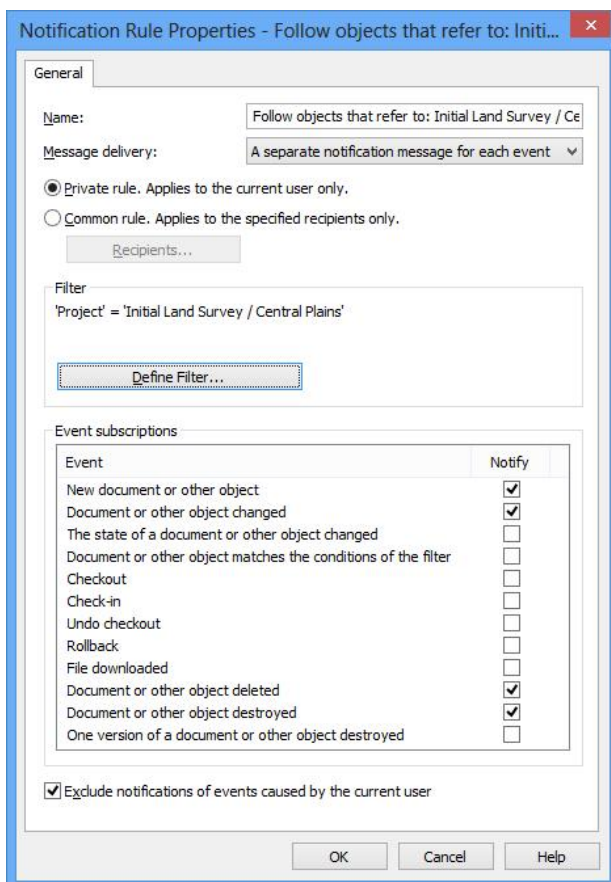 Notification Rule Properties - Follow objects that refer to: Initi...
General
Name: Follow objects that refer to: Initial Land Survey / Ce
Message delivery: A separate notification message for each event
Private rule. Applies to the current user only.
Common rule. Applies to the specified recipients only.
Recipients...
Filter
'Project' = 'Initial Land Survey / Central Plains'
Define Filter...
Event subscriptions
Event Notify
New document or other object
Document or other object changed
The state of a document or other object changed
Document or other object matches the conditions of the filter
Checkout
Check-in
Undo checkout
Rollback
File downloaded
Document or other object deleted
Document or other object destroyed
One version of a document or other object destroyed
Exclude notifications of events caused by the current user
OK Cancel Help